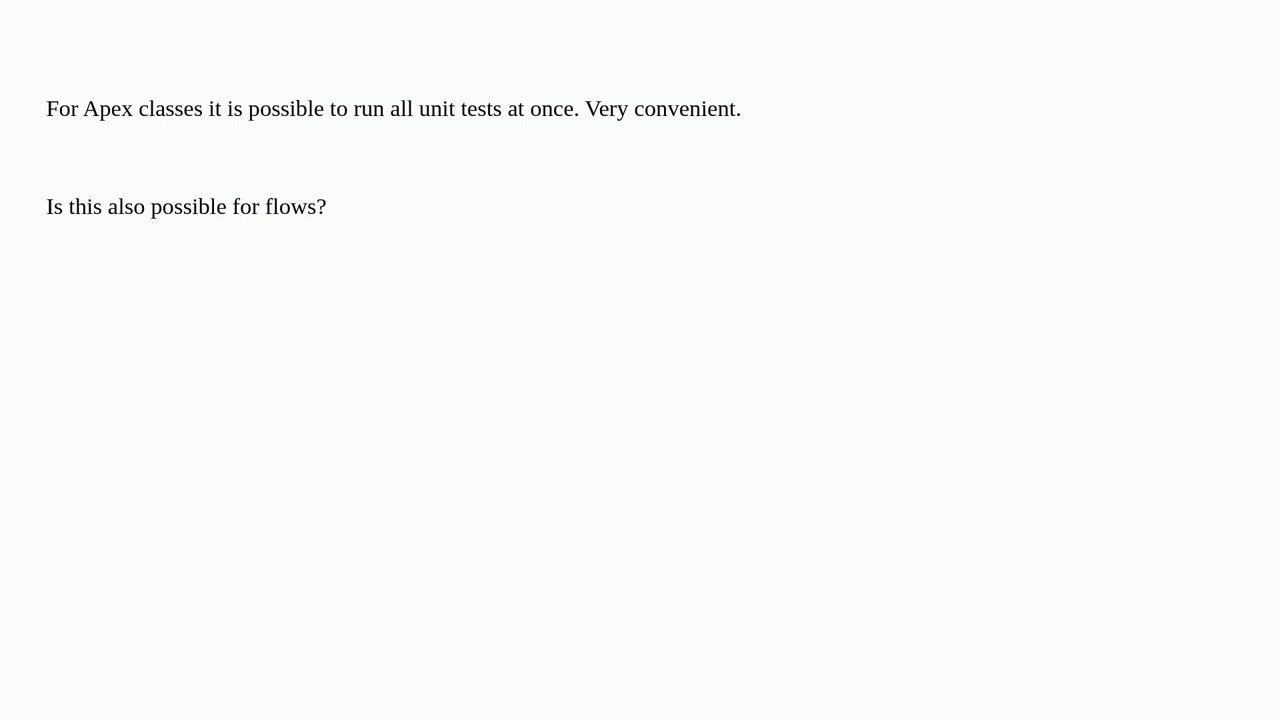 For Apex classes it is possible to run all unit tests at once. Very convenient.
Is this also possible for flows?